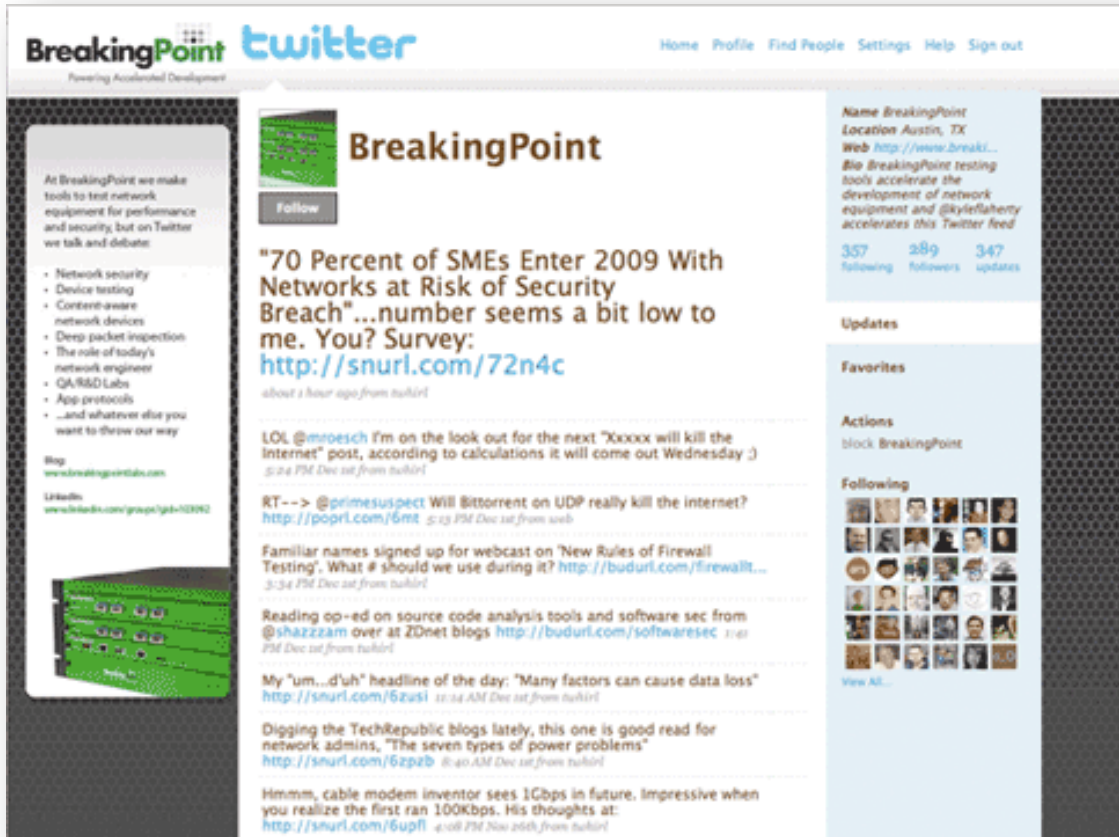 BreakingPoint
Powering Accelerated Development
twitter
Home Profile Find People Settings Help Sign out
At BreakingPoint we make
tools to test network
equipment for performance
and security, but on Twitter
we talk and debate:
• Network security
• Device testing
• Content-aware
network devices
• Deep packet inspection
• The role of today's
network engineer
• QA/R&D Labs
• App protocols
• ...and whatever else you
want to throw our way
Blog:
www.breakingpointlabs.com
LinkedIn:
www.linkedin.com/groups?gid=103092
BreakingPoint
Follow
"70 Percent of SMEs Enter 2009 With
Networks at Risk of Security
Breach"...number seems a bit low to
me. You? Survey:
http://snurl.com/72n4c
about 1 hour ago from twhirl
LOL @mroesch I'm on the look out for the next "Xxxxx will kill the
Internet" post, according to calculations it will come out Wednesday ;)
5:24 PM Dec 1st from twhirl
RT--> @primesuspect Will Bittorrent on UDP really kill the internet?
http://poprl.com/6mt 5:13 PM Dec 1st from web
Familiar names signed up for webcast on 'New Rules of Firewall
Testing'. What # should we use during it? http://budurl.com/firewallt...
3:34 PM Dec 1st from twhirl
Reading op-ed on source code analysis tools and software sec from
@shazzzam over at ZDnet blogs http://budurl.com/softwaresec 1:41
PM Dec 1st from twhirl
My "um...d'uh" headline of the day: "Many factors can cause data loss"
http://snurl.com/6zusi 11:14 AM Dec 1st from twhirl
Digging the TechRepublic blogs lately, this one is good read for
network admins, "The seven types of power problems"
http://snurl.com/6zpzb 8:40 AM Dec 1st from twhirl
Hmmm, cable modem inventor sees 1Gbps in future. Impressive when
you realize the first ran 100Kbps. His thoughts at:
http://snurl.com/6upfl 4:08 PM Nov 26th from twhirl
Name BreakingPoint
Location Austin, TX
Web http://www.breaki...
Bio BreakingPoint testing
tools accelerate the
development of network
equipment and @kyleflaherty
accelerates this Twitter feed
357 289 347
following followers updates
Updates
Favorites
Actions
block BreakingPoint
Following
View All...